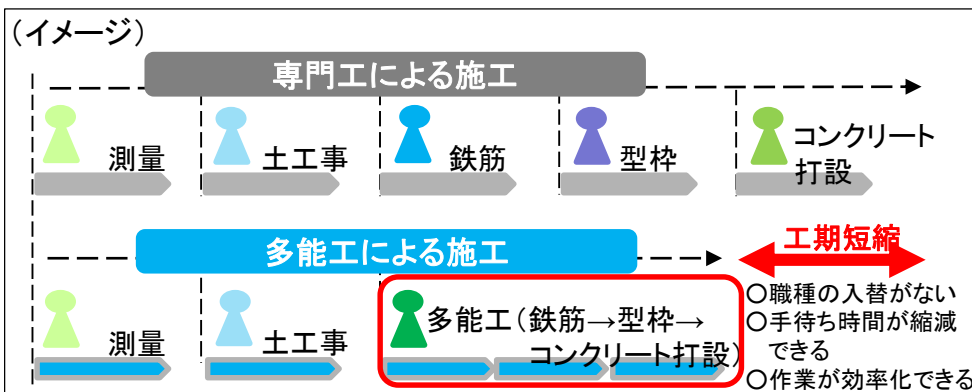 (イメージ)
専門工による施工
測量
土工事
鉄筋
型枠
コンクリート
打設
多能工による施工
工期短縮
測量
土工事
多能工(鉄筋→型枠→
コンクリート打設)
○職種の入替がない
○手待ち時間が縮減
できる
○作業が効率化できる